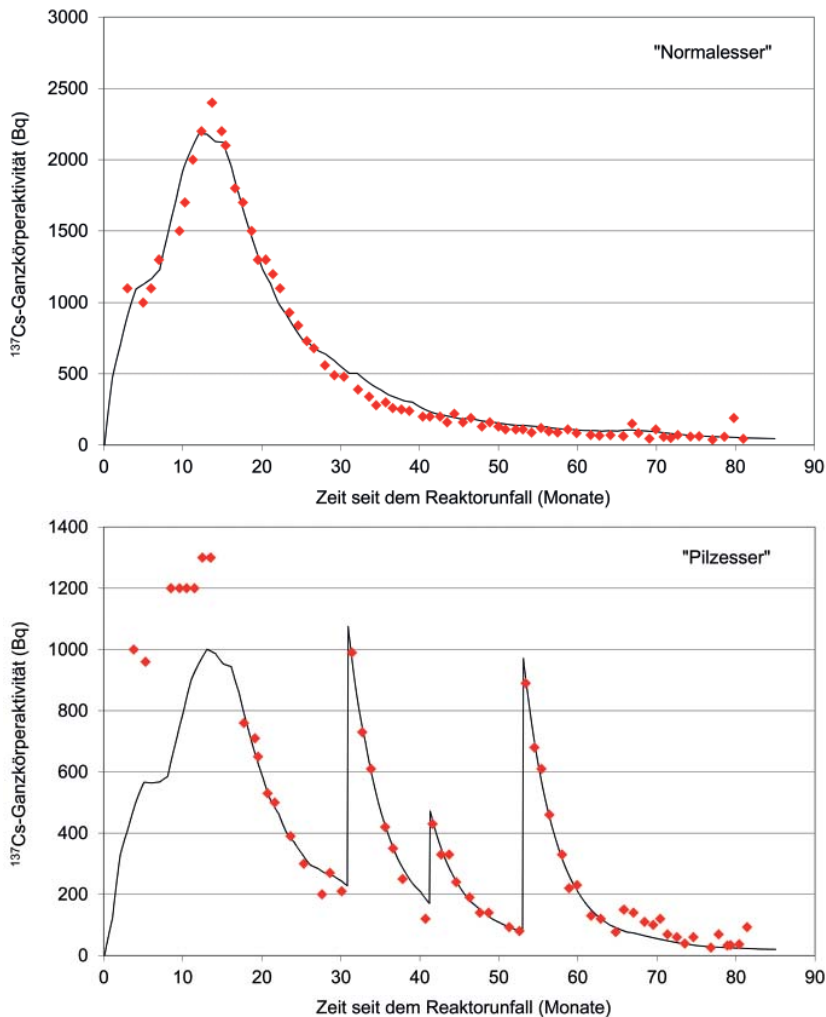 3000
"Normalesser"
2500
2000
1500
1000
500
0
¹³⁷Cs-Ganzkörperaktivität (Bq)
0 10 20 30 40 50 60 70 80 90
Zeit seit dem Reaktorunfall (Monate)
1400
"Pilzesser"
1200
1000
800
600
400
200
0
¹³⁷Cs-Ganzkörperaktivität (Bq)
0 10 20 30 40 50 60 70 80 90
Zeit seit dem Reaktorunfall (Monate)